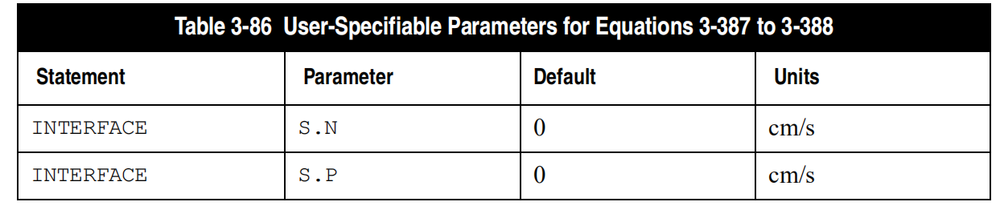 Table 3-86 User-Specifiable Parameters for Equations 3-387 to 3-388
Statement Parameter Default Units
INTERFACE S.N 0 cm/s
INTERFACE S.P 0 cm/s